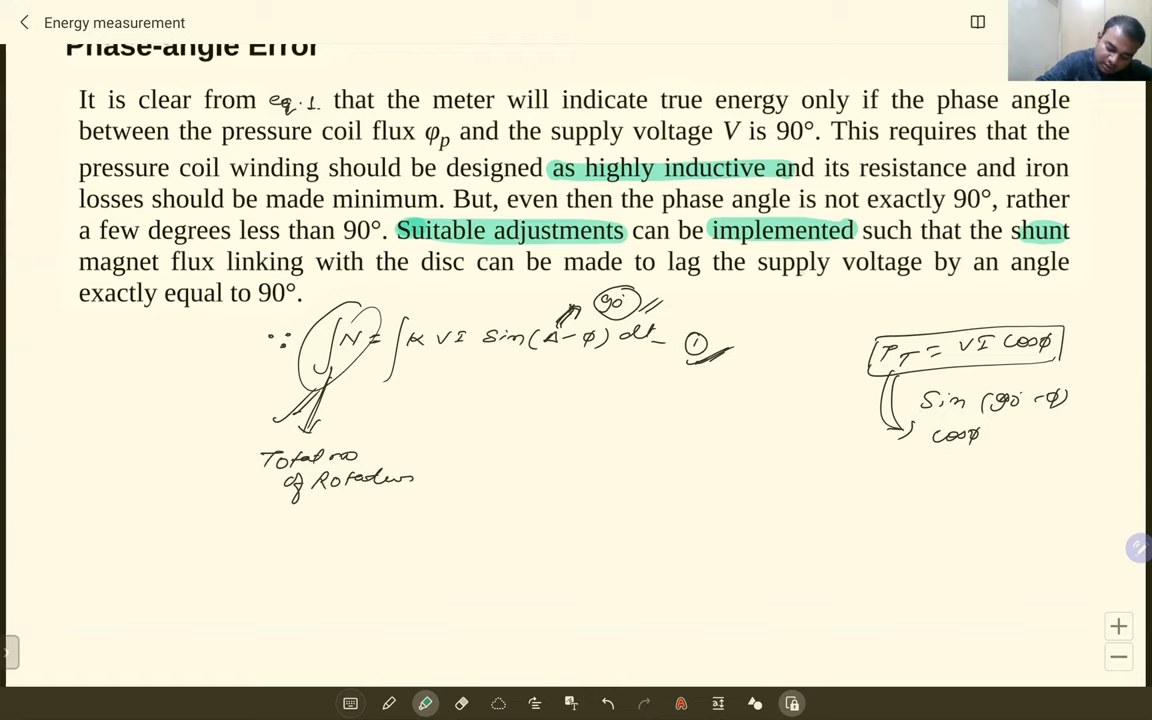 Energy measurement
Phase-angle Error
It is clear from eq. 1. that the meter will indicate true energy only if the phase angle
between the pressure coil flux φp and the supply voltage V is 90°. This requires that the
pressure coil winding should be designed as highly inductive and its resistance and iron
losses should be made minimum. But, even then the phase angle is not exactly 90°, rather
a few degrees less than 90°. Suitable adjustments can be implemented such that the shunt
magnet flux linking with the disc can be made to lag the supply voltage by an angle
exactly equal to 90°.
90°
∵ ∫N = ∫K VI Sin(Δ-φ) dt - ①
PT = VI cosφ
Sin (90° -φ)
cosφ
Total no
of